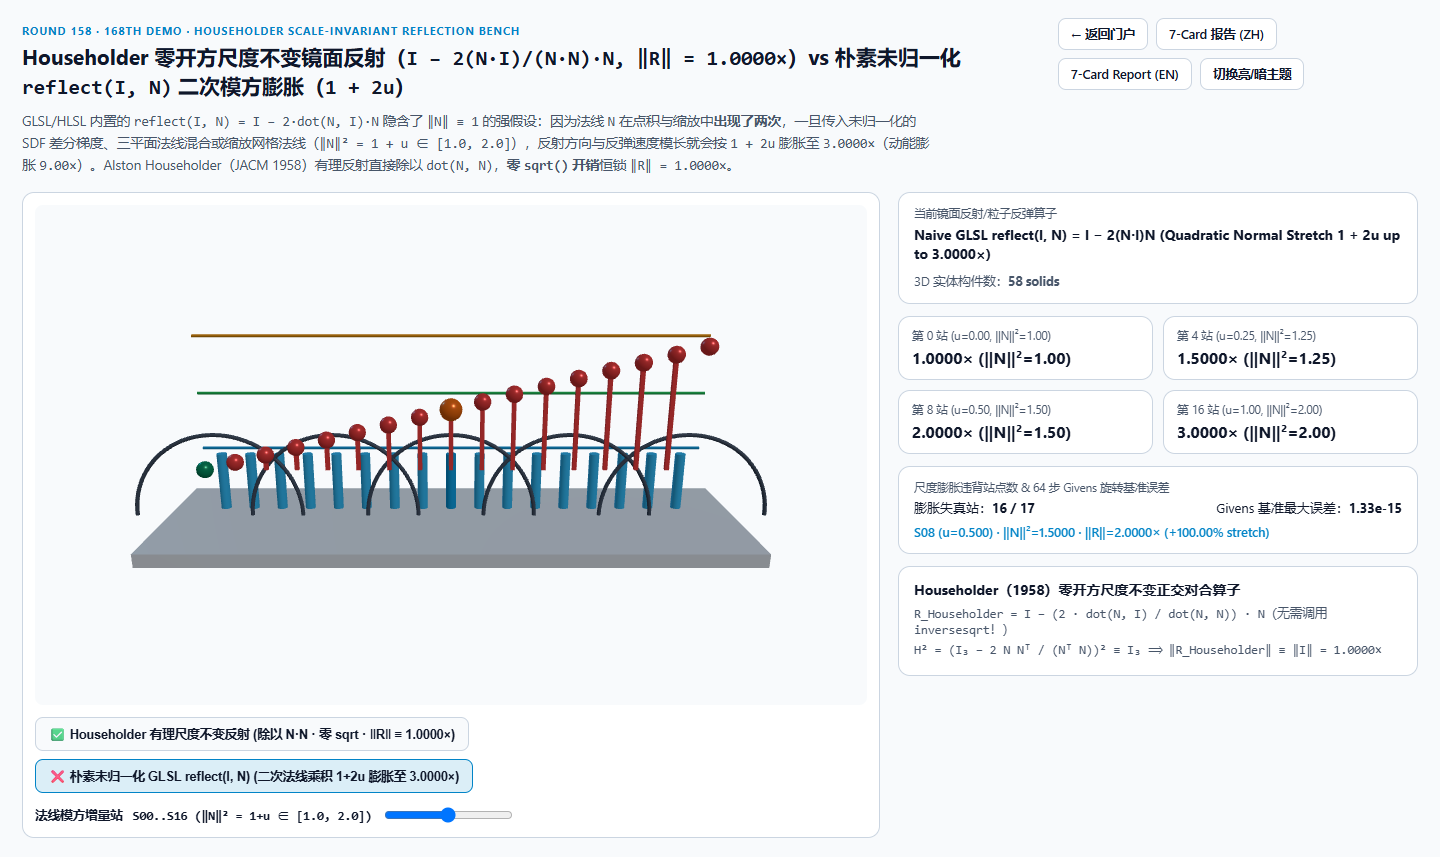 ROUND 158 · 168TH DEMO · HOUSEHOLDER SCALE-INVARIANT REFLECTION BENCH
Householder 零开方尺度不变镜面反射（I − 2(N·I)/(N·N)·N, ‖R‖ = 1.0000×）vs 朴素未归一化
reflect(I, N) 二次模方膨胀（1 + 2u）
GLSL/HLSL 内置的 reflect(I, N) = I − 2·dot(N, I)·N 隐含了 ‖N‖ ≡ 1 的强假设：因为法线 N 在点积与缩放中出现了两次，一旦传入未归一化的
SDF 差分梯度、三平面法线混合或缩放网格法线（‖N‖² = 1 + u ∈ [1.0, 2.0]），反射方向与反弹速度模长就会按 1 + 2u 膨胀至 3.0000×（动能膨
胀 9.00×）。Alston Householder（JACM 1958）有理反射直接除以 dot(N, N)，零 sqrt() 开销恒锁 ‖R‖ = 1.0000×。
← 返回门户
7-Card 报告 (ZH)
7-Card Report (EN)
切换亮/暗主题
当前镜面反射/粒子反弹算子
Naive GLSL reflect(I, N) = I − 2(N·I)N (Quadratic Normal Stretch 1 + 2u up
to 3.0000×)
3D 实体构件数：58 solids
第 0 站 (u=0.00, ‖N‖²=1.00)
1.0000× (‖N‖²=1.00)
第 4 站 (u=0.25, ‖N‖²=1.25)
1.5000× (‖N‖²=1.25)
第 8 站 (u=0.50, ‖N‖²=1.50)
2.0000× (‖N‖²=1.50)
第 16 站 (u=1.00, ‖N‖²=2.00)
3.0000× (‖N‖²=2.00)
尺度膨胀违背站点数 & 64 步 Givens 旋转基准误差
膨胀失真站：16 / 17
Givens 基准最大误差：1.33e-15
S08 (u=0.500) · ‖N‖²=1.5000 · ‖R‖=2.0000× (+100.00% stretch)
Householder（1958）零开方尺度不变正交对合算子
R_Householder = I − (2 · dot(N, I) / dot(N, N)) · N（无需调用
inversesqrt！）
H² = (I₃ − 2 N Nᵀ / (Nᵀ N))² ≡ I₃ ⟹ ‖R_Householder‖ ≡ ‖I‖ = 1.0000×
✅ Householder 有理尺度不变反射 (除以 N·N · 零 sqrt · ‖R‖ ≡ 1.0000×)
❌ 朴素未归一化 GLSL reflect(I, N) (二次法线乘积 1+2u 膨胀至 3.0000×)
法线模方增量站 S00..S16 (‖N‖² = 1+u ∈ [1.0, 2.0])